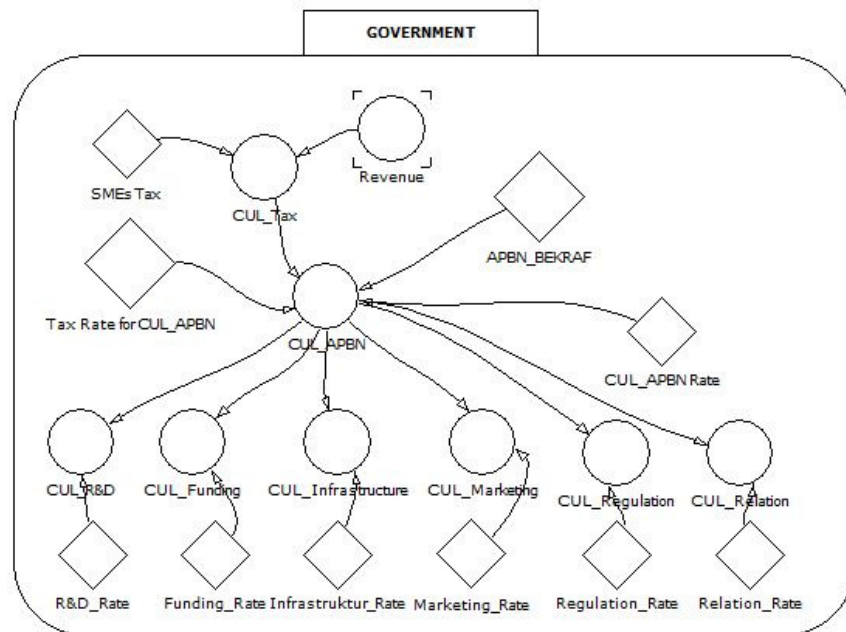 GOVERNMENT
SMEs Tax
Revenue
CUL_Tax
APBN_BEKRAF
Tax Rate for CUL_APBN
CUL_APBN
CUL_APBN Rate
CUL_R&D
CUL_Funding
CUL_Infrastructure
CUL_Marketing
CUL_Regulation
CUL_Relation
R&D_Rate
Funding_Rate
Infrastruktur_Rate
Marketing_Rate
Regulation_Rate
Relation_Rate